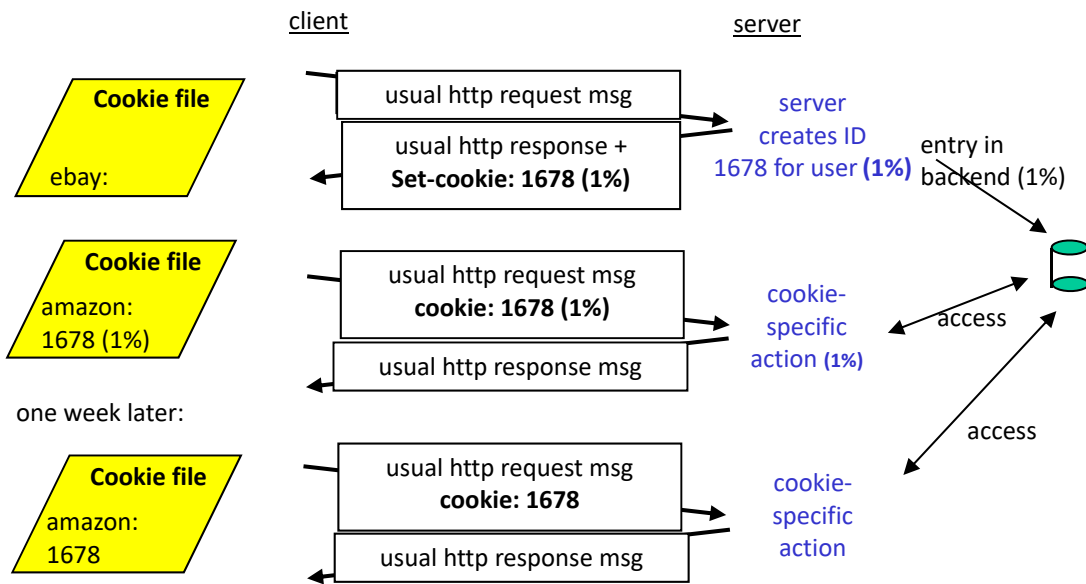 client
server
Cookie file
ebay:
usual http request msg
usual http response +
Set-cookie: 1678 (1%)
server
creates ID
1678 for user (1%)
entry in
backend (1%)
Cookie file
amazon:
1678 (1%)
usual http request msg
cookie: 1678 (1%)
usual http response msg
cookie-
specific
action (1%)
access
one week later:
access
Cookie file
amazon:
1678
usual http request msg
cookie: 1678
usual http response msg
cookie-
specific
action